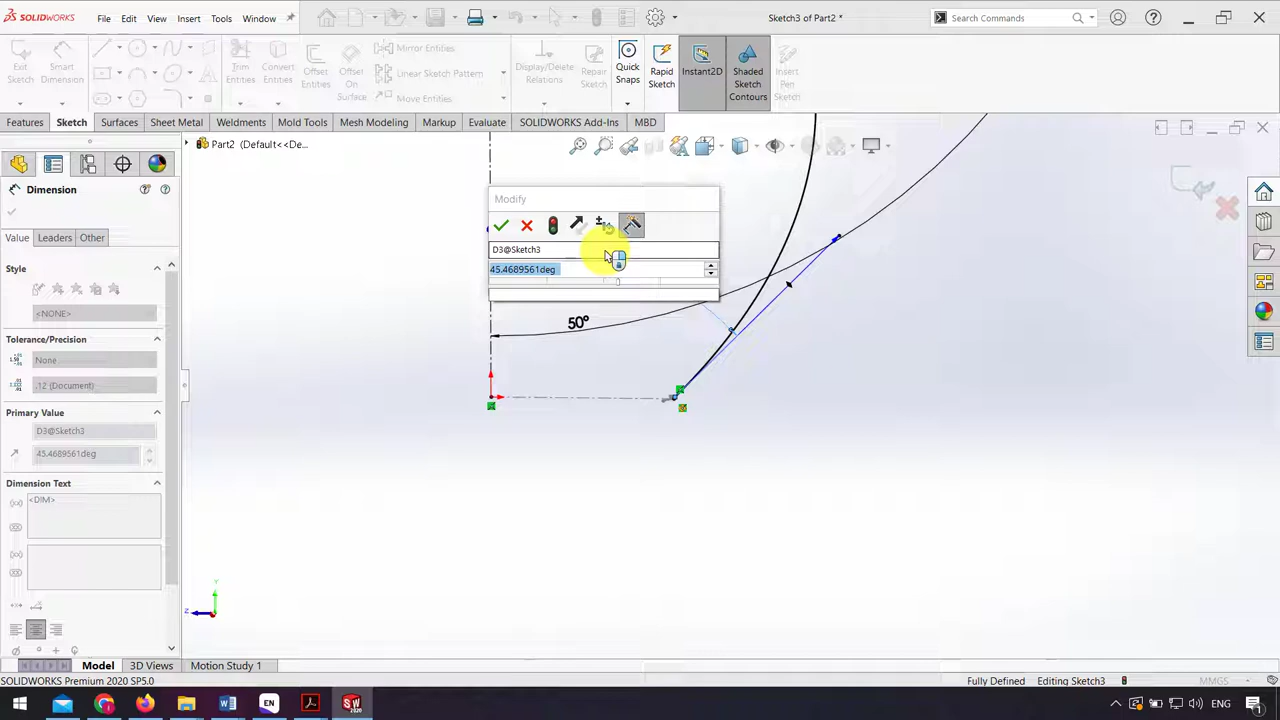 SOLIDWORKS
File Edit View Insert Tools Window
Sketch3 of Part2 *
Search Commands
Exit Sketch
Smart Dimension
Trim Entities
Convert Entities
Offset Entities
Offset On Surface
Mirror Entities
Linear Sketch Pattern
Move Entities
Display/Delete Relations
Repair Sketch
Quick Snaps
Rapid Sketch
Instant2D
Shaded Sketch Contours
Insert Pen Sketch
Features Sketch Surfaces Sheet Metal Weldments Mold Tools Mesh Modeling Markup Evaluate SOLIDWORKS Add-Ins MBD
Part2 (Default<<De...
Dimension
Value Leaders Other
Style
<NONE>
Tolerance/Precision
None
.12 (Document)
Primary Value
D3@Sketch3
45.4689561deg
Dimension Text
<DIM>
Modify
D3@Sketch3
45.4689561deg
50°
Y
Z
Model 3D Views Motion Study 1
SOLIDWORKS Premium 2020 SP5.0
Fully Defined Editing Sketch3 MMGS
EN
ENG